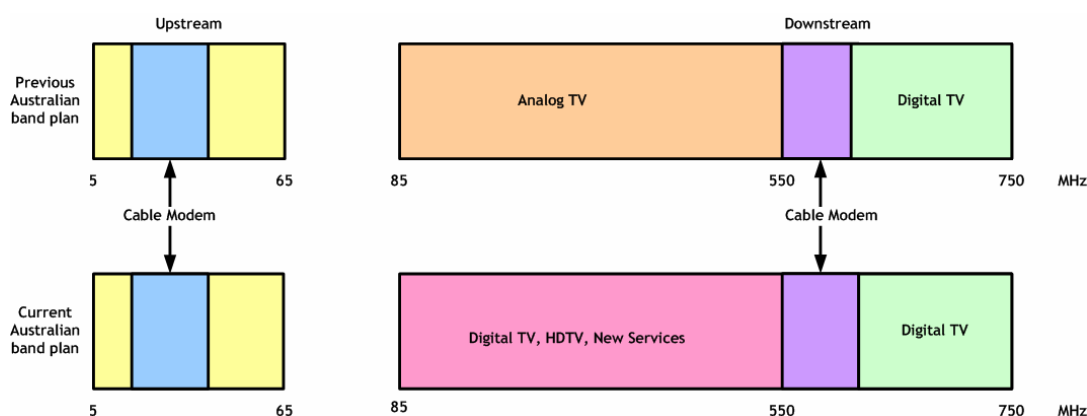 Upstream
Downstream
Previous
Australian
band plan
Analog TV
Digital TV
5
65
85
550
750
MHz
Cable Modem
Cable Modem
Current
Australian
band plan
Digital TV, HDTV, New Services
Digital TV
5
65
85
550
750
MHz